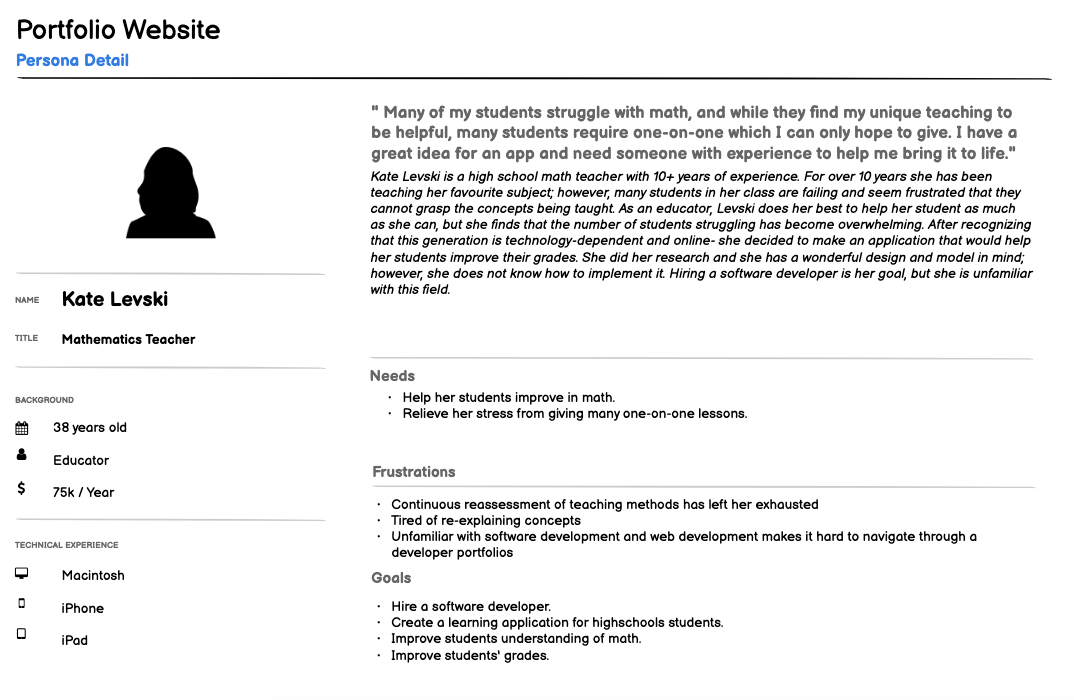 Portfolio Website
Persona Detail
NAME Kate Levski
TITLE Mathematics Teacher
BACKGROUND
38 years old
Educator
75k / Year
TECHNICAL EXPERIENCE
Macintosh
iPhone
iPad
" Many of my students struggle with math, and while they find my unique teaching to
be helpful, many students require one-on-one which I can only hope to give. I have a
great idea for an app and need someone with experience to help me bring it to life."
Kate Levski is a high school math teacher with 10+ years of experience. For over 10 years she has been
teaching her favourite subject; however, many students in her class are failing and seem frustrated that they
cannot grasp the concepts being taught. As an educator, Levski does her best to help her student as much
as she can, but she finds that the number of students struggling has become overwhelming. After recognizing
that this generation is technology-dependent and online- she decided to make an application that would help
her students improve their grades. She did her research and she has a wonderful design and model in mind;
however, she does not know how to implement it. Hiring a software developer is her goal, but she is unfamiliar
with this field.
Needs
· Help her students improve in math.
· Relieve her stress from giving many one-on-one lessons.
Frustrations
· Continuous reassessment of teaching methods has left her exhausted
· Tired of re-explaining concepts
· Unfamiliar with software development and web development makes it hard to navigate through a
developer portfolios
Goals
· Hire a software developer.
· Create a learning application for highschools students.
· Improve students understanding of math.
· Improve students' grades.